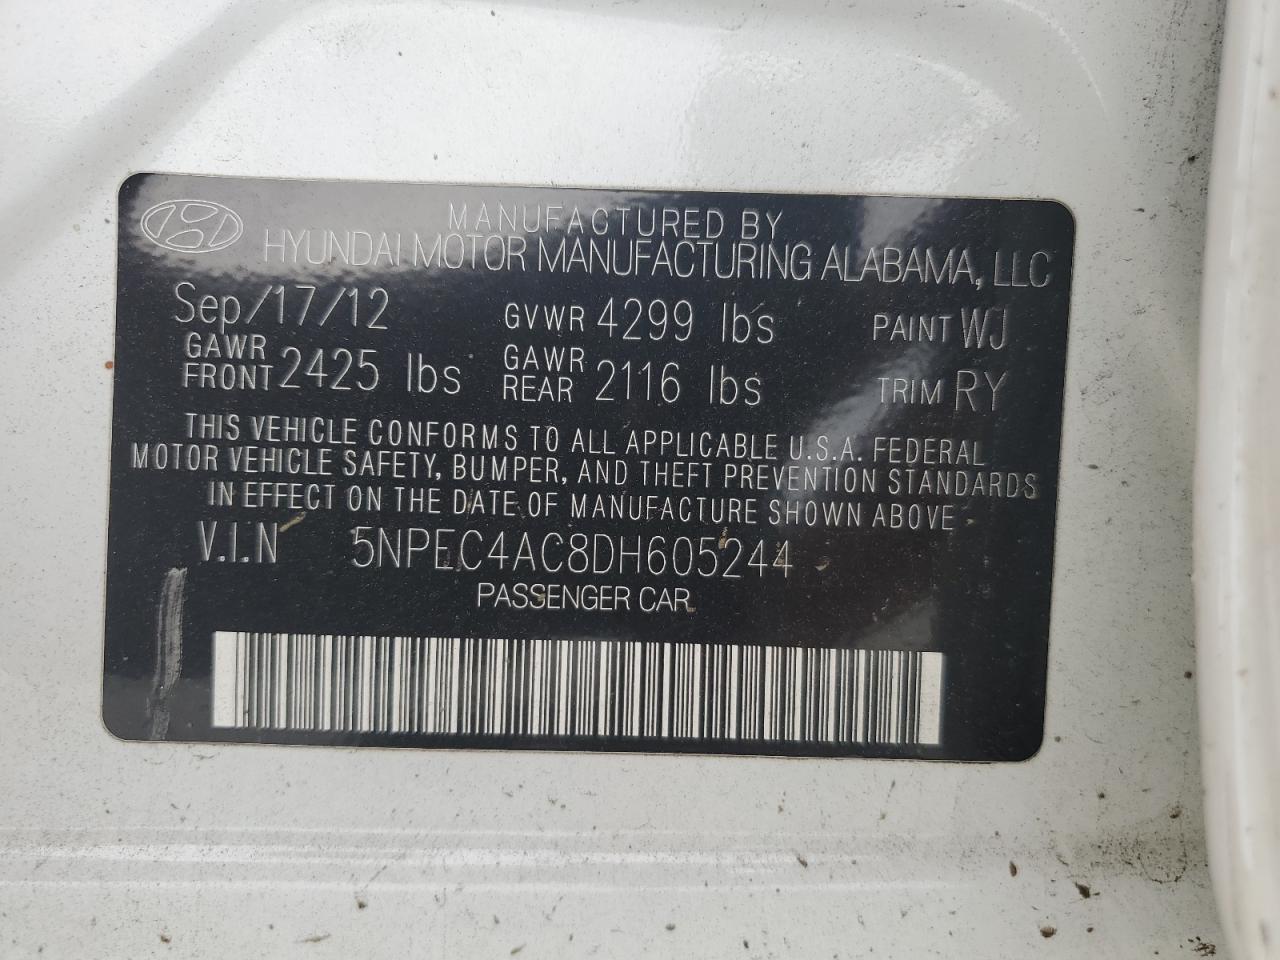 MANUFACTURED BY
HYUNDAI MOTOR MANUFACTURING ALABAMA, LLC
Sep/17/12 GVWR 4299 lbs PAINT WJ
GAWR FRONT 2425 lbs GAWR REAR 2116 lbs TRIM RY
THIS VEHICLE CONFORMS TO ALL APPLICABLE U.S.A. FEDERAL
MOTOR VEHICLE SAFETY, BUMPER, AND THEFT PREVENTION STANDARDS
IN EFFECT ON THE DATE OF MANUFACTURE SHOWN ABOVE
V.I.N 5NPEC4AC8DH605244
PASSENGER CAR